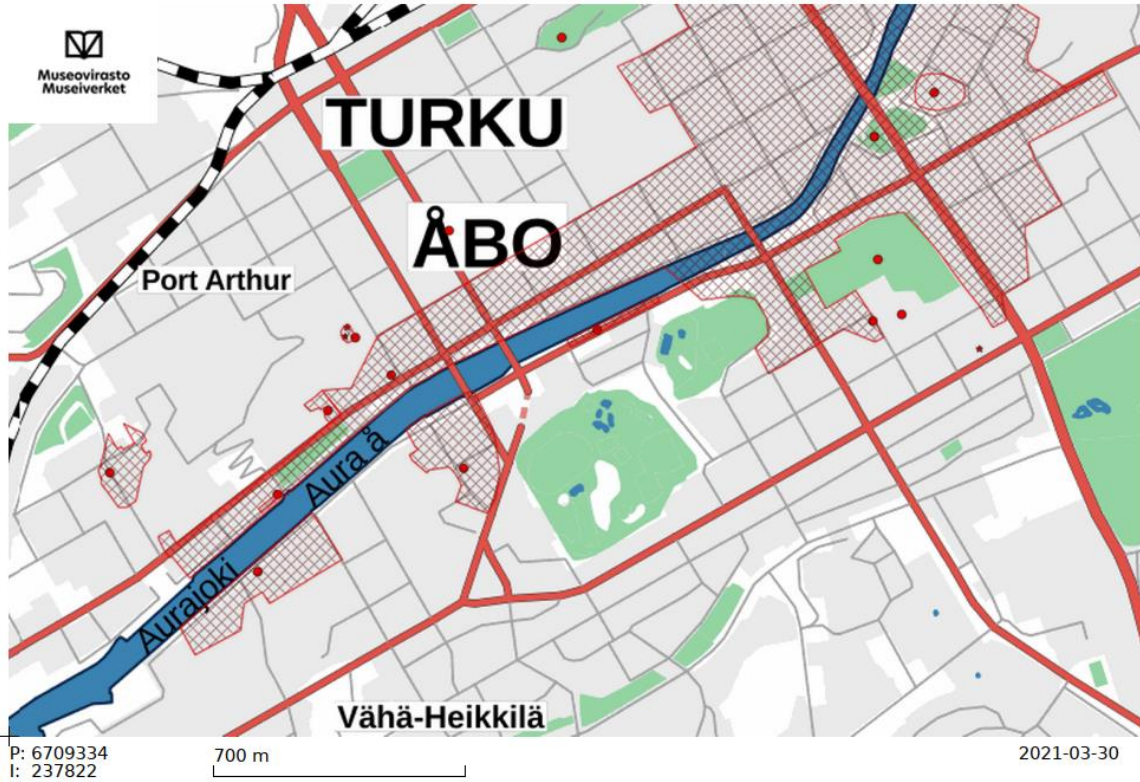 Museovirasto
Museiverket
TURKU
ÅBO
Port Arthur
Aura å
Aurajoki
Vähä-Heikkilä
P: 6709334
I: 237822
700 m
2021-03-30